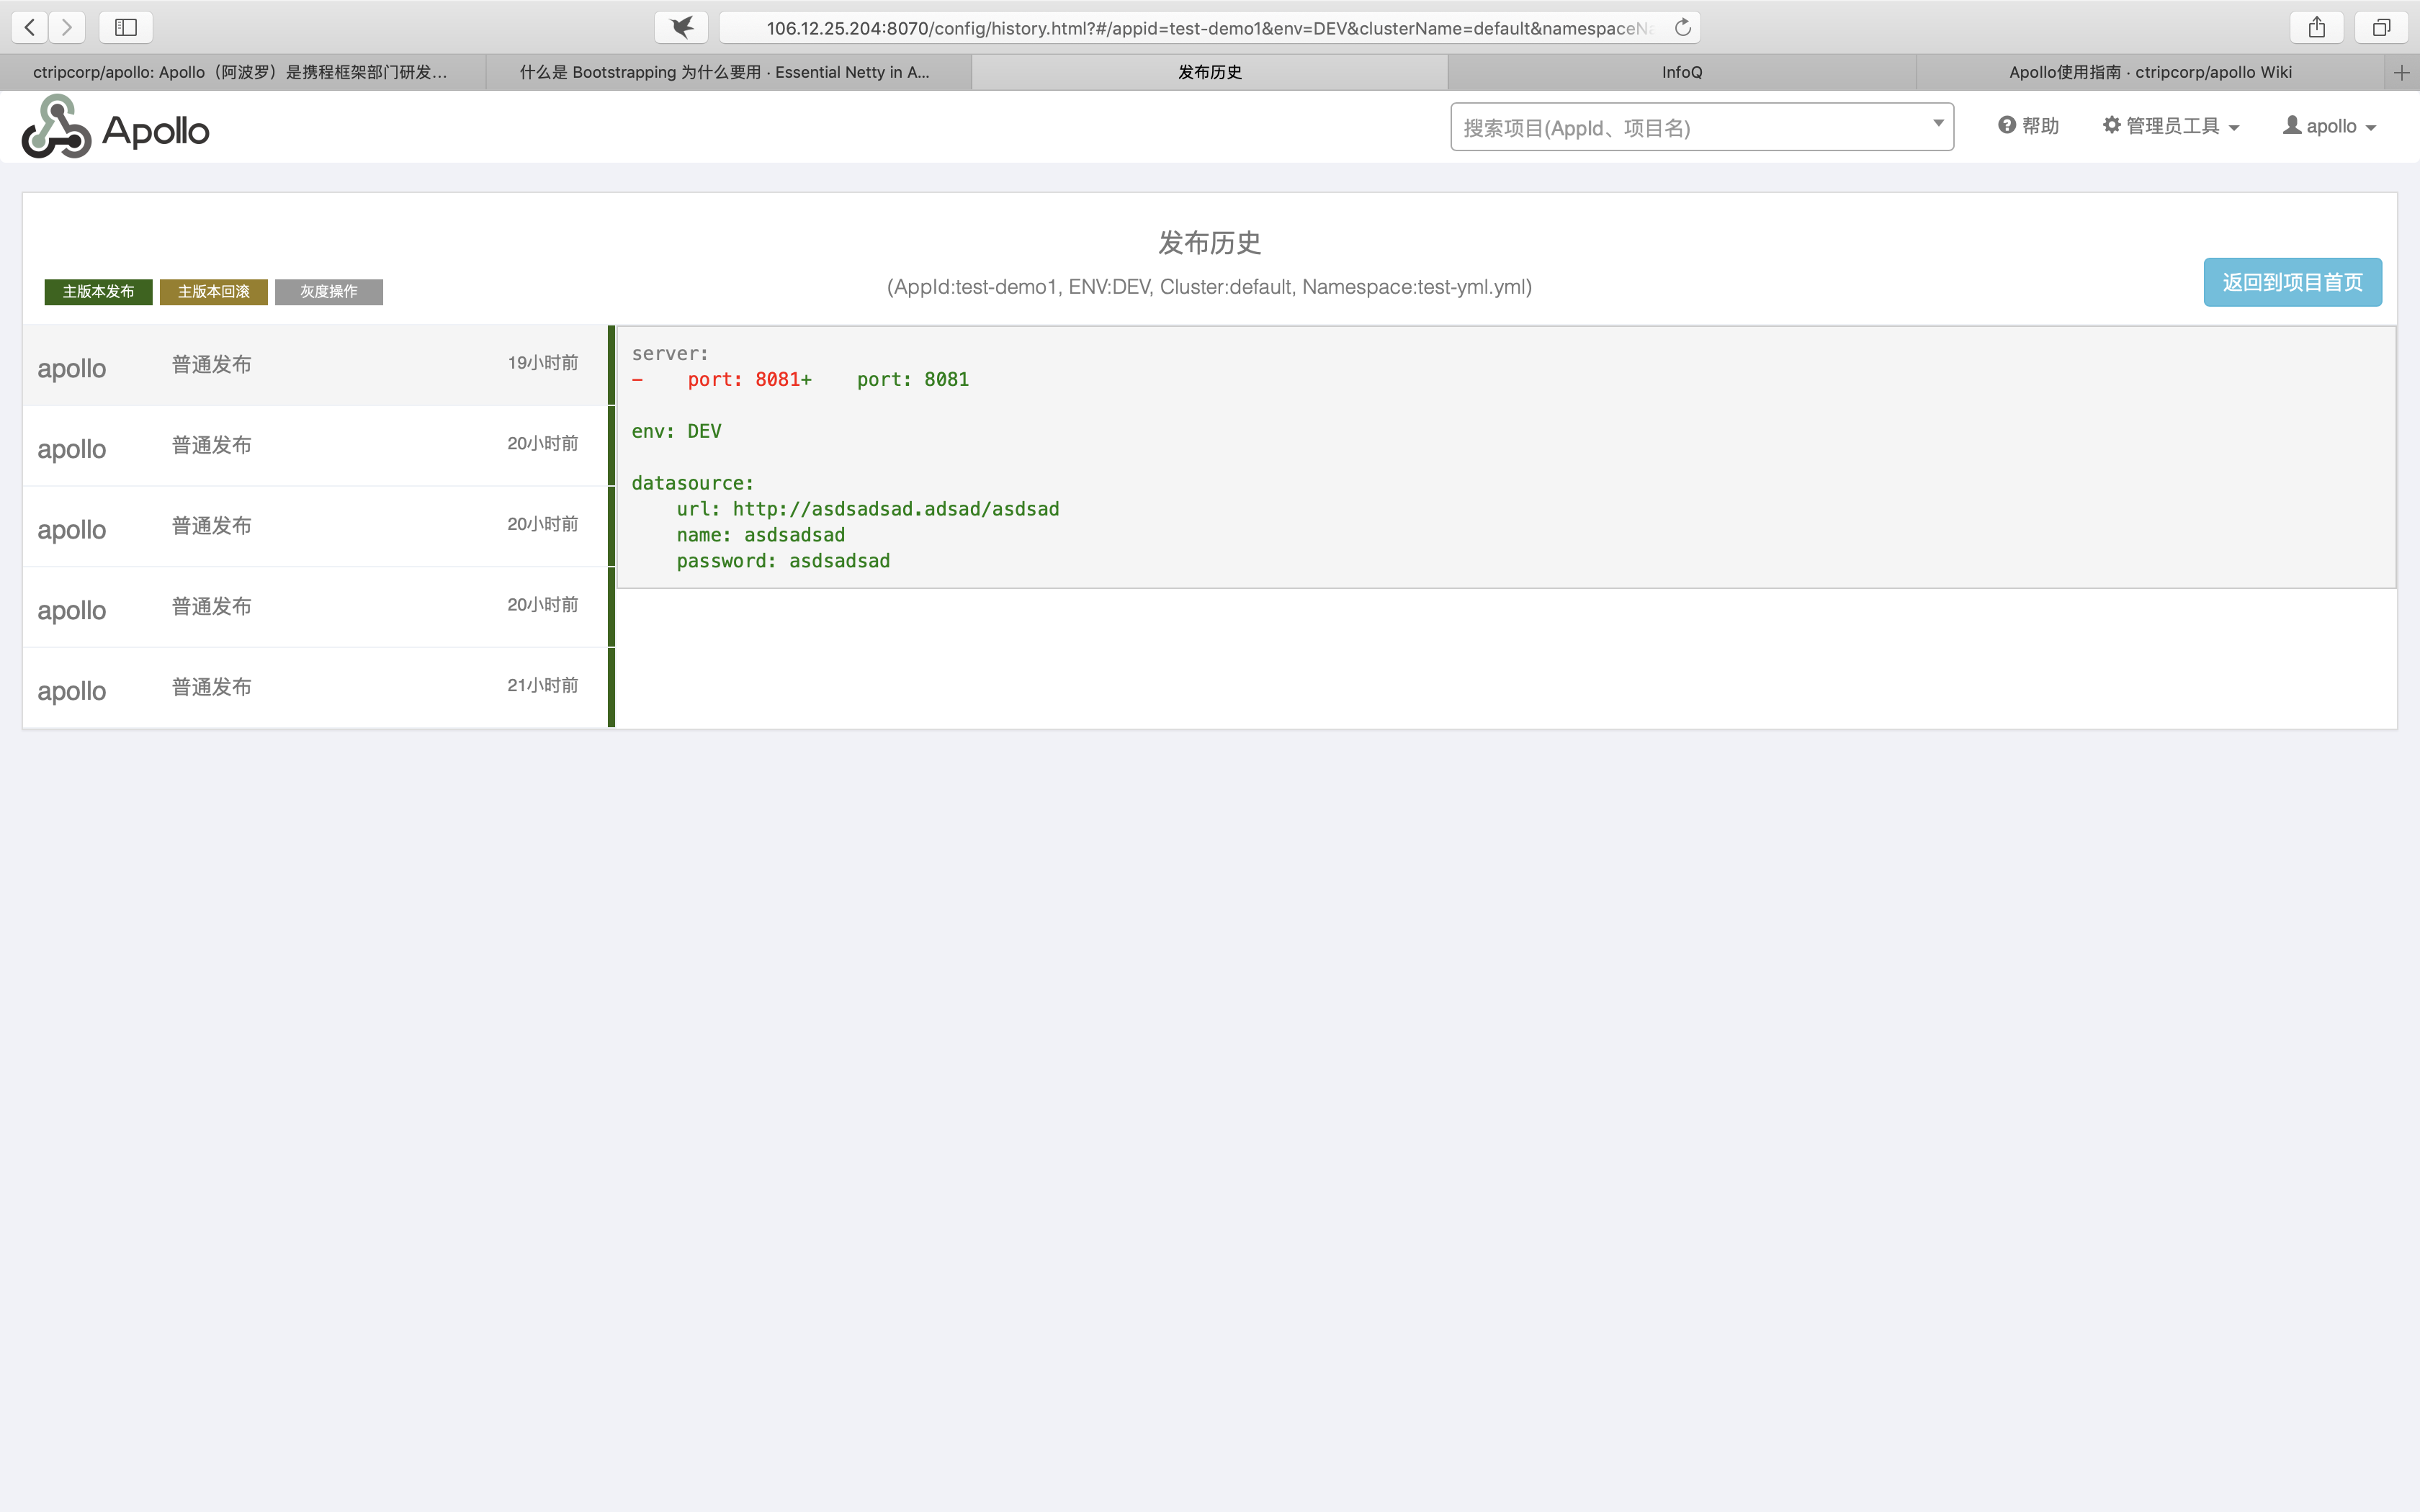 106.12.25.204:8070/config/history.html?#/appid=test-demo1&env=DEV&clusterName=default&namespaceNa
ctripcorp/apollo: Apollo（阿波罗）是携程框架部门研发...
什么是 Bootstrapping 为什么要用 · Essential Netty in A...
发布历史
InfoQ
Apollo使用指南 · ctripcorp/apollo Wiki
Apollo
搜索项目(AppId、项目名)
帮助
管理员工具
apollo
发布历史
主版本发布
主版本回滚
灰度操作
(AppId:test-demo1, ENV:DEV, Cluster:default, Namespace:test-yml.yml)
返回到项目首页
apollo 普通发布 19小时前
apollo 普通发布 20小时前
apollo 普通发布 20小时前
apollo 普通发布 20小时前
apollo 普通发布 21小时前
server:
-    port: 8081+    port: 8081
env: DEV
datasource:
    url: http://asdsadsad.adsad/asdsad
    name: asdsadsad
    password: asdsadsad